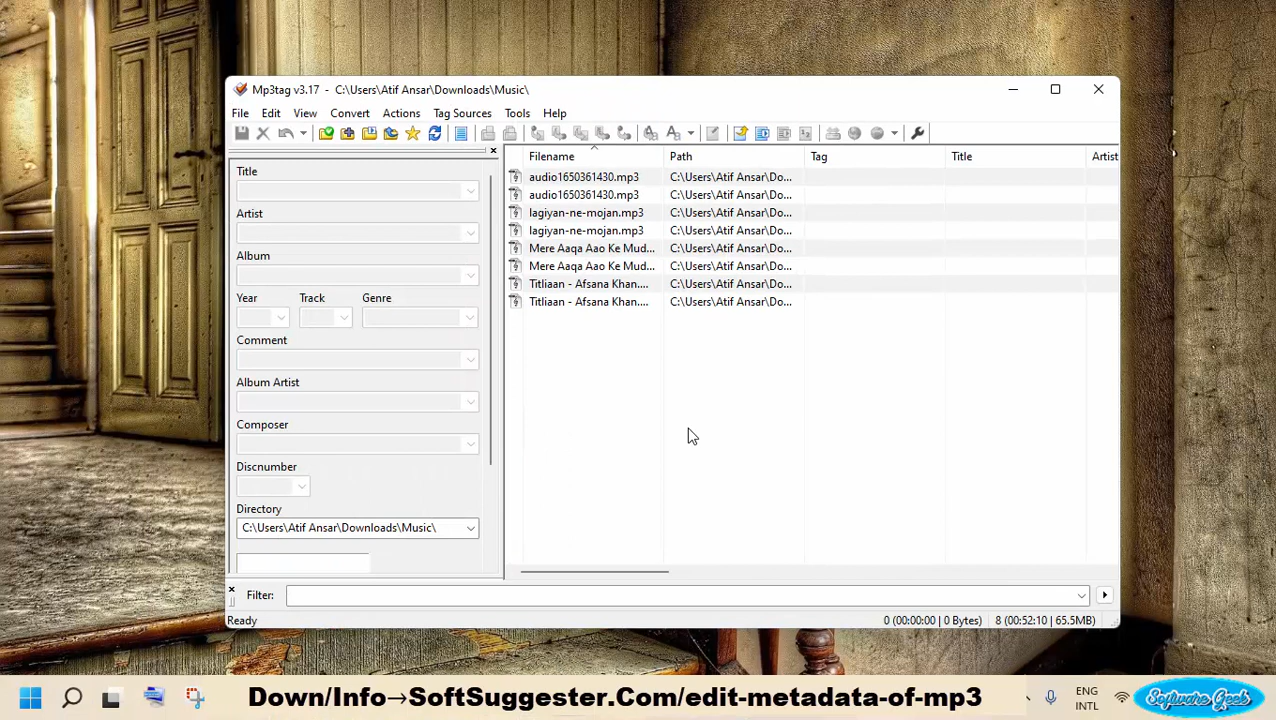 Mp3tag v3.17 - C:\Users\Atif Ansar\Downloads\Music\
File Edit View Convert Actions Tag Sources Tools Help
Title
Artist
Album
Year Track Genre
Comment
Album Artist
Composer
Discnumber
Directory
C:\Users\Atif Ansar\Downloads\Music\
Filename Path Tag Title Artist
audio1650361430.mp3 C:\Users\Atif Ansar\Do...
audio1650361430.mp3 C:\Users\Atif Ansar\Do...
lagiyan-ne-mojan.mp3 C:\Users\Atif Ansar\Do...
lagiyan-ne-mojan.mp3 C:\Users\Atif Ansar\Do...
Mere Aaqa Aao Ke Mud... C:\Users\Atif Ansar\Do...
Mere Aaqa Aao Ke Mud... C:\Users\Atif Ansar\Do...
Titliaan - Afsana Khan.... C:\Users\Atif Ansar\Do...
Titliaan - Afsana Khan.... C:\Users\Atif Ansar\Do...
Filter:
Ready 0 (00:00:00 | 0 Bytes) 8 (00:52:10 | 65.5MB)
Down/Info→SoftSuggester.Com/edit-metadata-of-mp3
ENG
INTL
Software Geek